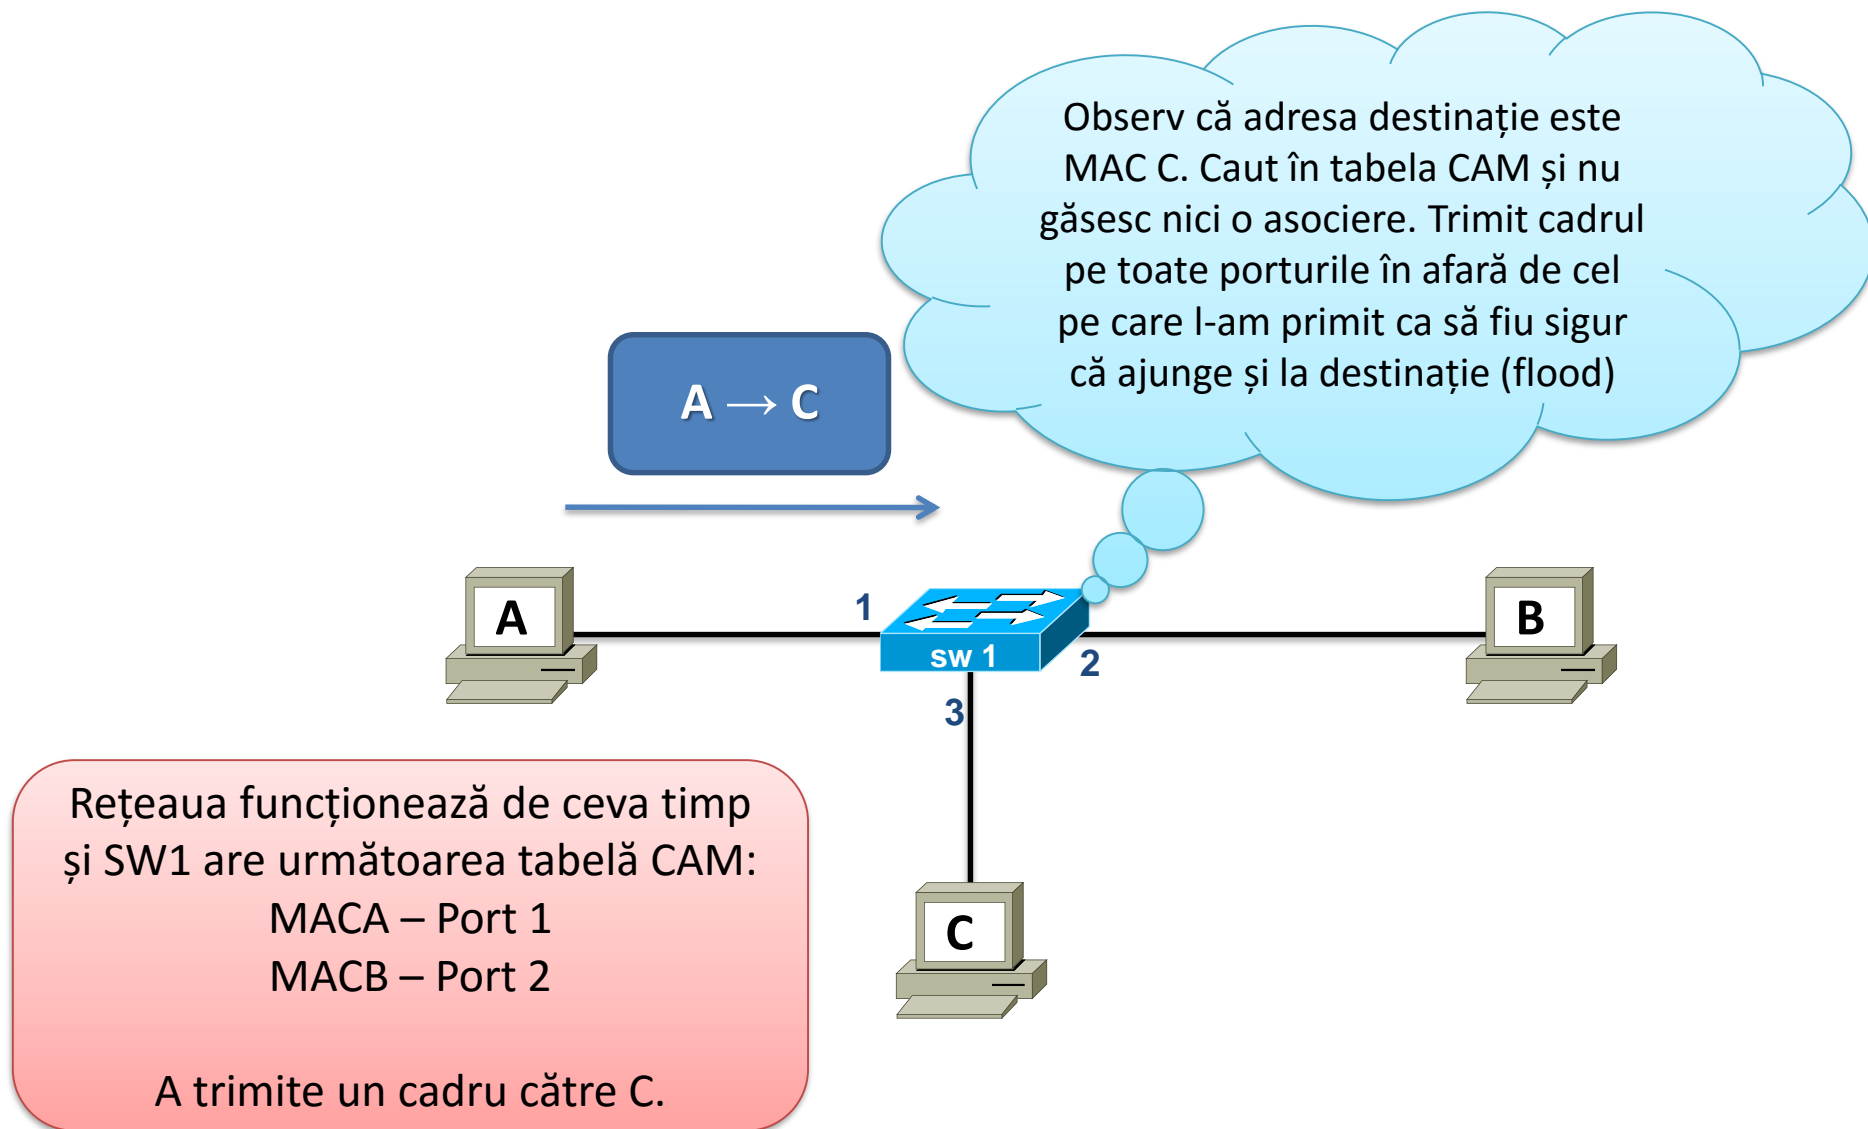 Observ că adresa destinație este
MAC C. Caut în tabela CAM și nu
găsesc nici o asociere. Trimit cadrul
pe toate porturile în afară de cel
pe care l-am primit ca să fiu sigur
că ajunge și la destinație (flood)
A → C
A
1
sw 1
2
B
3
C
Rețeaua funcționează de ceva timp
și SW1 are următoarea tabelă CAM:
MACA – Port 1
MACB – Port 2
A trimite un cadru către C.